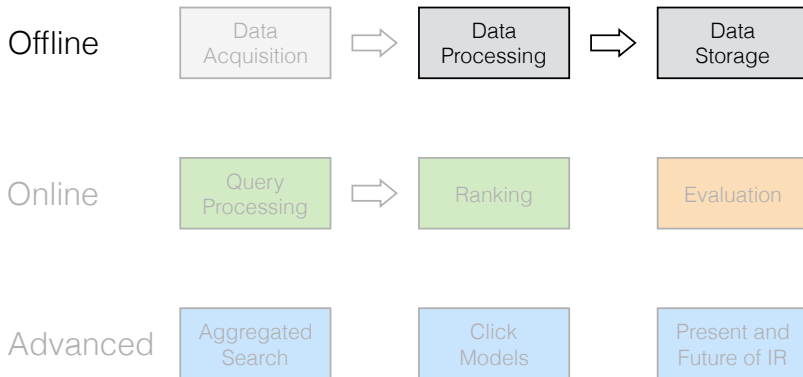 Offline
Data
Acquisition
Data
Processing
Data
Storage
Online
Query
Processing
Ranking
Evaluation
Advanced
Aggregated
Search
Click
Models
Present and
Future of IR